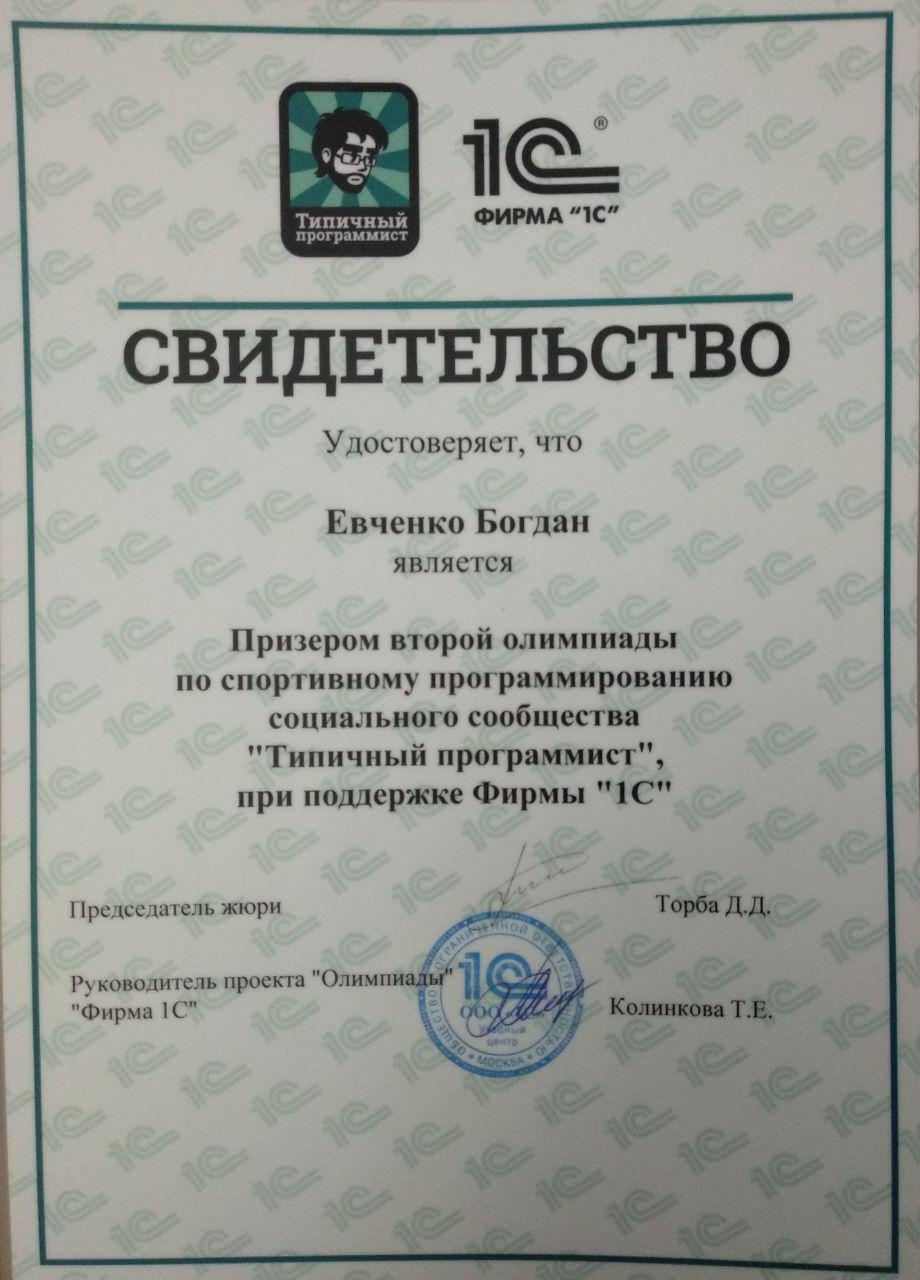 Типичный
программист
1С®
ФИРМА "1С"
СВИДЕТЕЛЬСТВО
Удостоверяет, что
Евченко Богдан
является
Призером второй олимпиады
по спортивному программированию
социального сообщества
"Типичный программист",
при поддержке Фирмы "1С"
Председатель жюри
Торба Д.Д.
Руководитель проекта "Олимпиады"
"Фирма 1С"
Колинкова Т.Е.
ОБЩЕСТВО С ОГРАНИЧЕННОЙ ОТВЕТСТВЕННОСТЬЮ
1С
ООО
Учебный
центр
* МОСКВА *